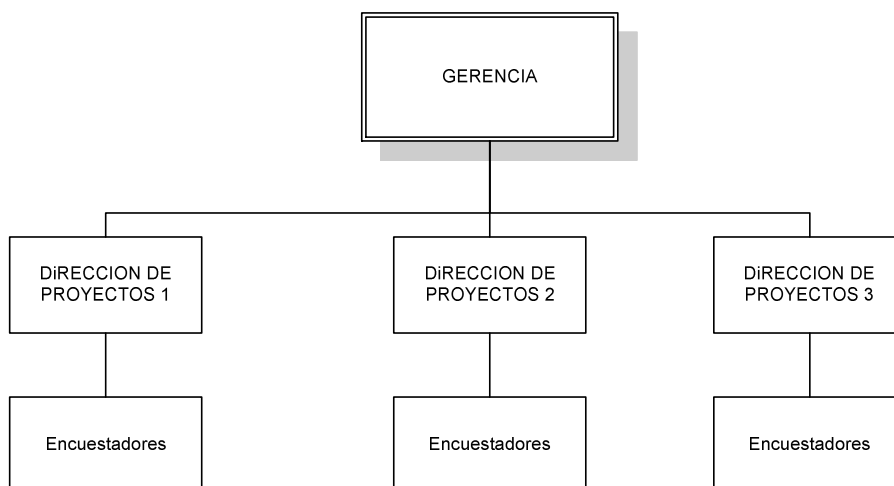 GERENCIA
DiRECCION DE
PROYECTOS 1
DiRECCION DE
PROYECTOS 2
DiRECCION DE
PROYECTOS 3
Encuestadores
Encuestadores
Encuestadores